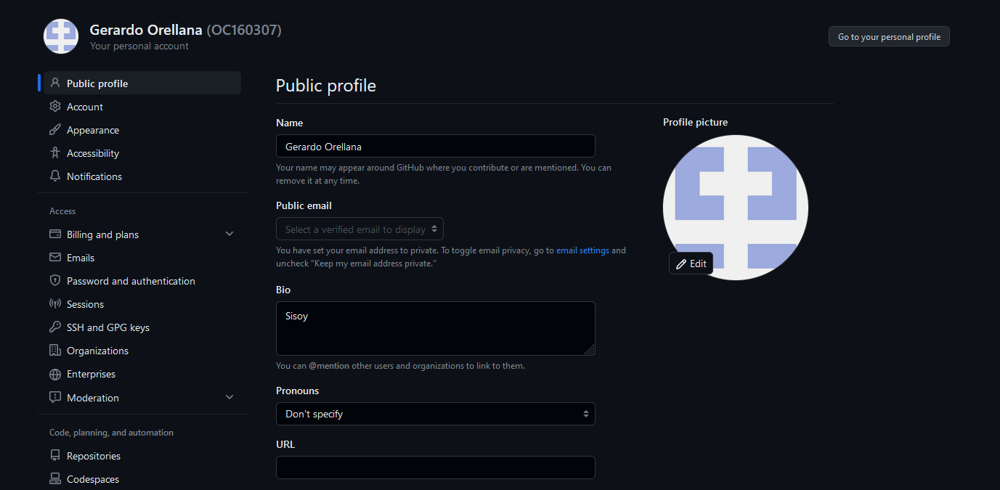 Gerardo Orellana (OC160307)
Your personal account
Go to your personal profile
Public profile
Account
Appearance
Accessibility
Notifications
Access
Billing and plans
Emails
Password and authentication
Sessions
SSH and GPG keys
Organizations
Enterprises
Moderation
Code, planning, and automation
Repositories
Codespaces
Public profile
Name
Gerardo Orellana
Your name may appear around GitHub where you contribute or are mentioned. You can
remove it at any time.
Public email
Select a verified email to display
You have set your email address to private. To toggle email privacy, go to email settings and
uncheck "Keep my email address private."
Bio
Sisoy
You can @mention other users and organizations to link to them.
Pronouns
Don't specify
URL
Profile picture
Edit